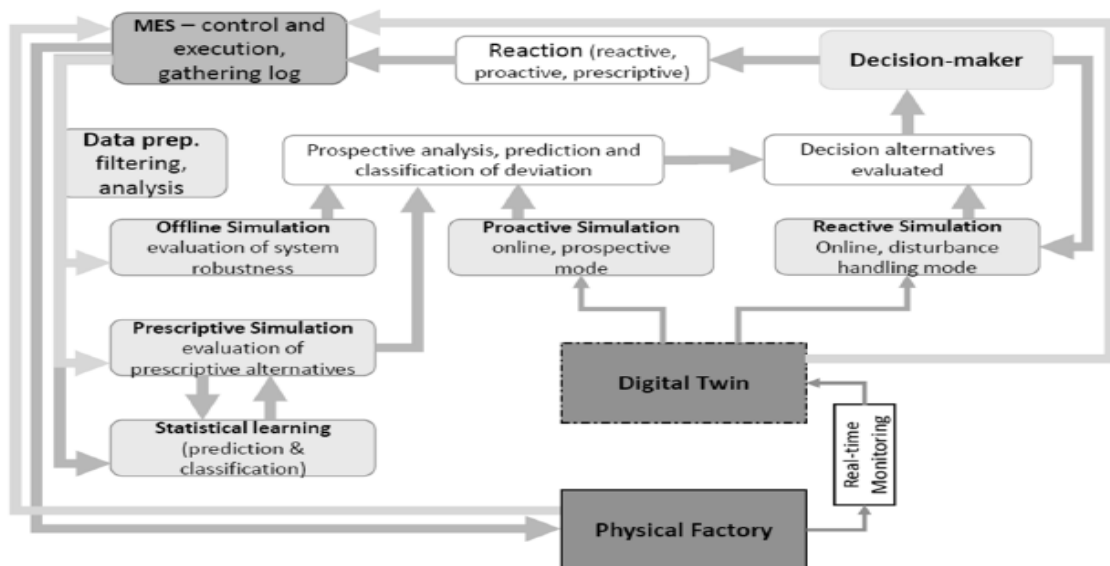 MES – control and
execution,
gathering log
Reaction (reactive,
proactive, prescriptive)
Decision-maker
Data prep.
filtering,
analysis
Prospective analysis, prediction and
classification of deviation
Decision alternatives
evaluated
Offline Simulation
evaluation of system
robustness
Proactive Simulation
online, prospective
mode
Reactive Simulation
Online, disturbance
handling mode
Prescriptive Simulation
evaluation of
prescriptive alternatives
Digital Twin
Statistical learning
(prediction &
classification)
Real-time
Monitoring
Physical Factory